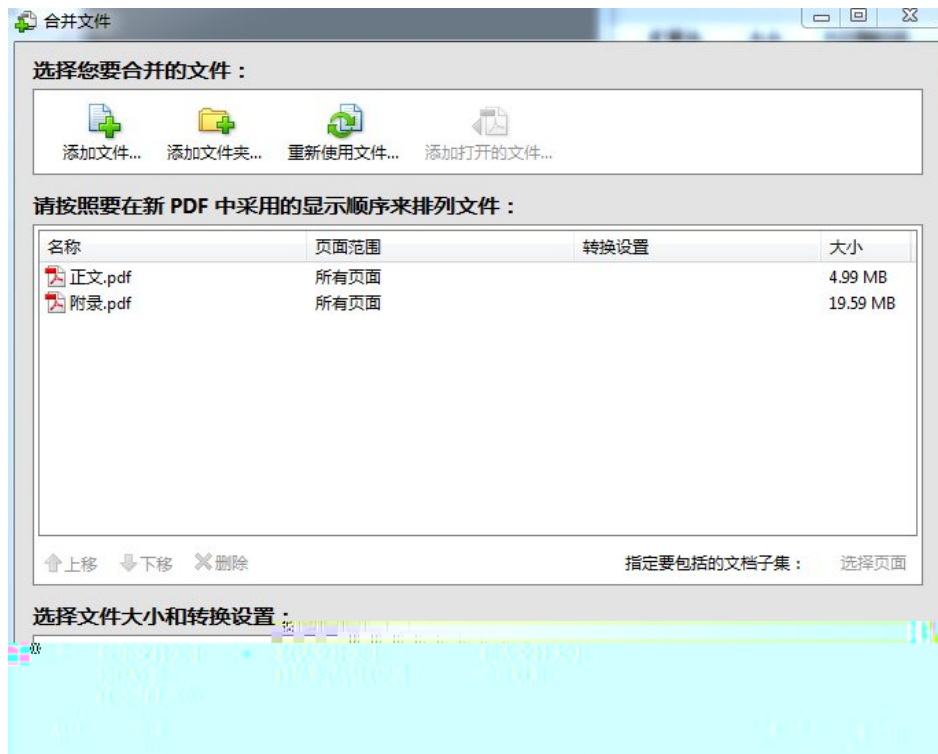 合并文件
选择您要合并的文件：
添加文件... 添加文件夹... 重新使用文件... 添加打开的文件...
请按照要在新 PDF 中采用的显示顺序来排列文件：
名称 页面范围 转换设置 大小
正文.pdf 所有页面 4.99 MB
附录.pdf 所有页面 19.59 MB
上移 下移 删除 指定要包括的文档子集： 选择页面
选择文件大小和转换设置：